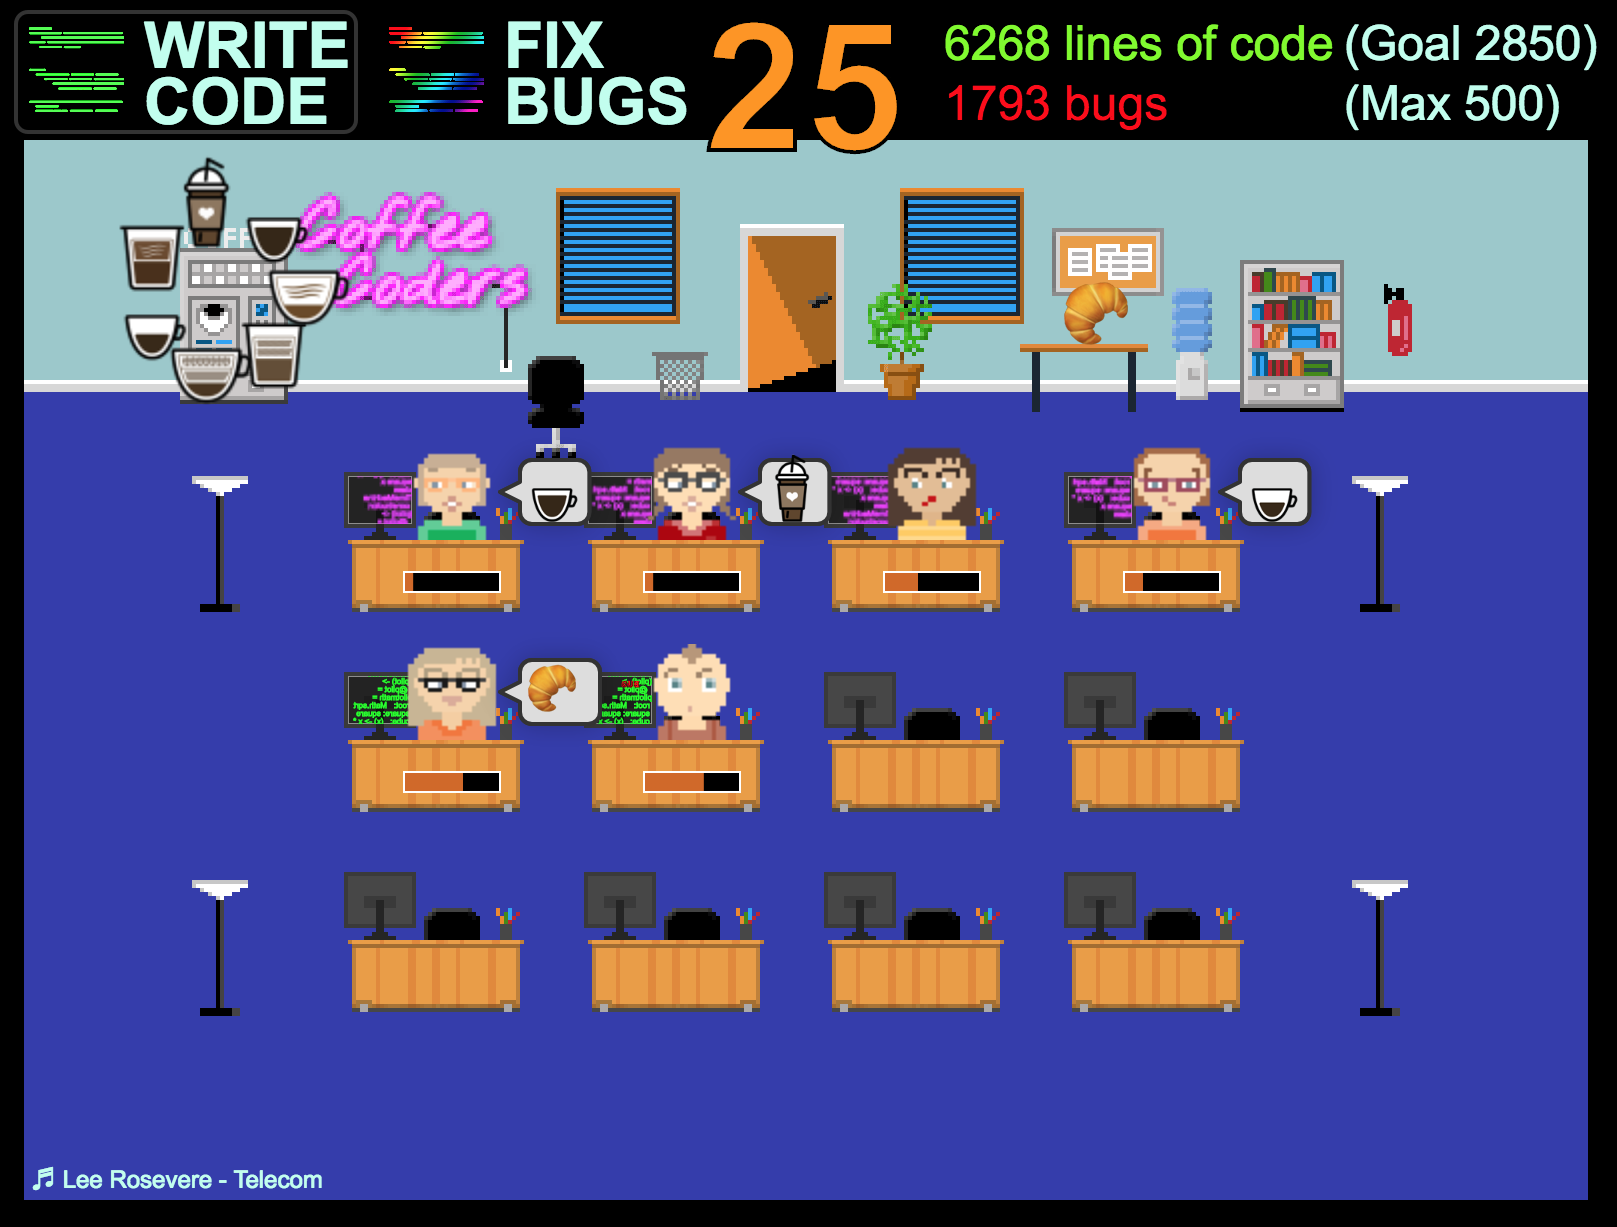 WRITE
CODE
FIX
BUGS
25
6268 lines of code (Goal 2850)
1793 bugs (Max 500)
Coffee
Coders
Lee Rosevere - Telecom